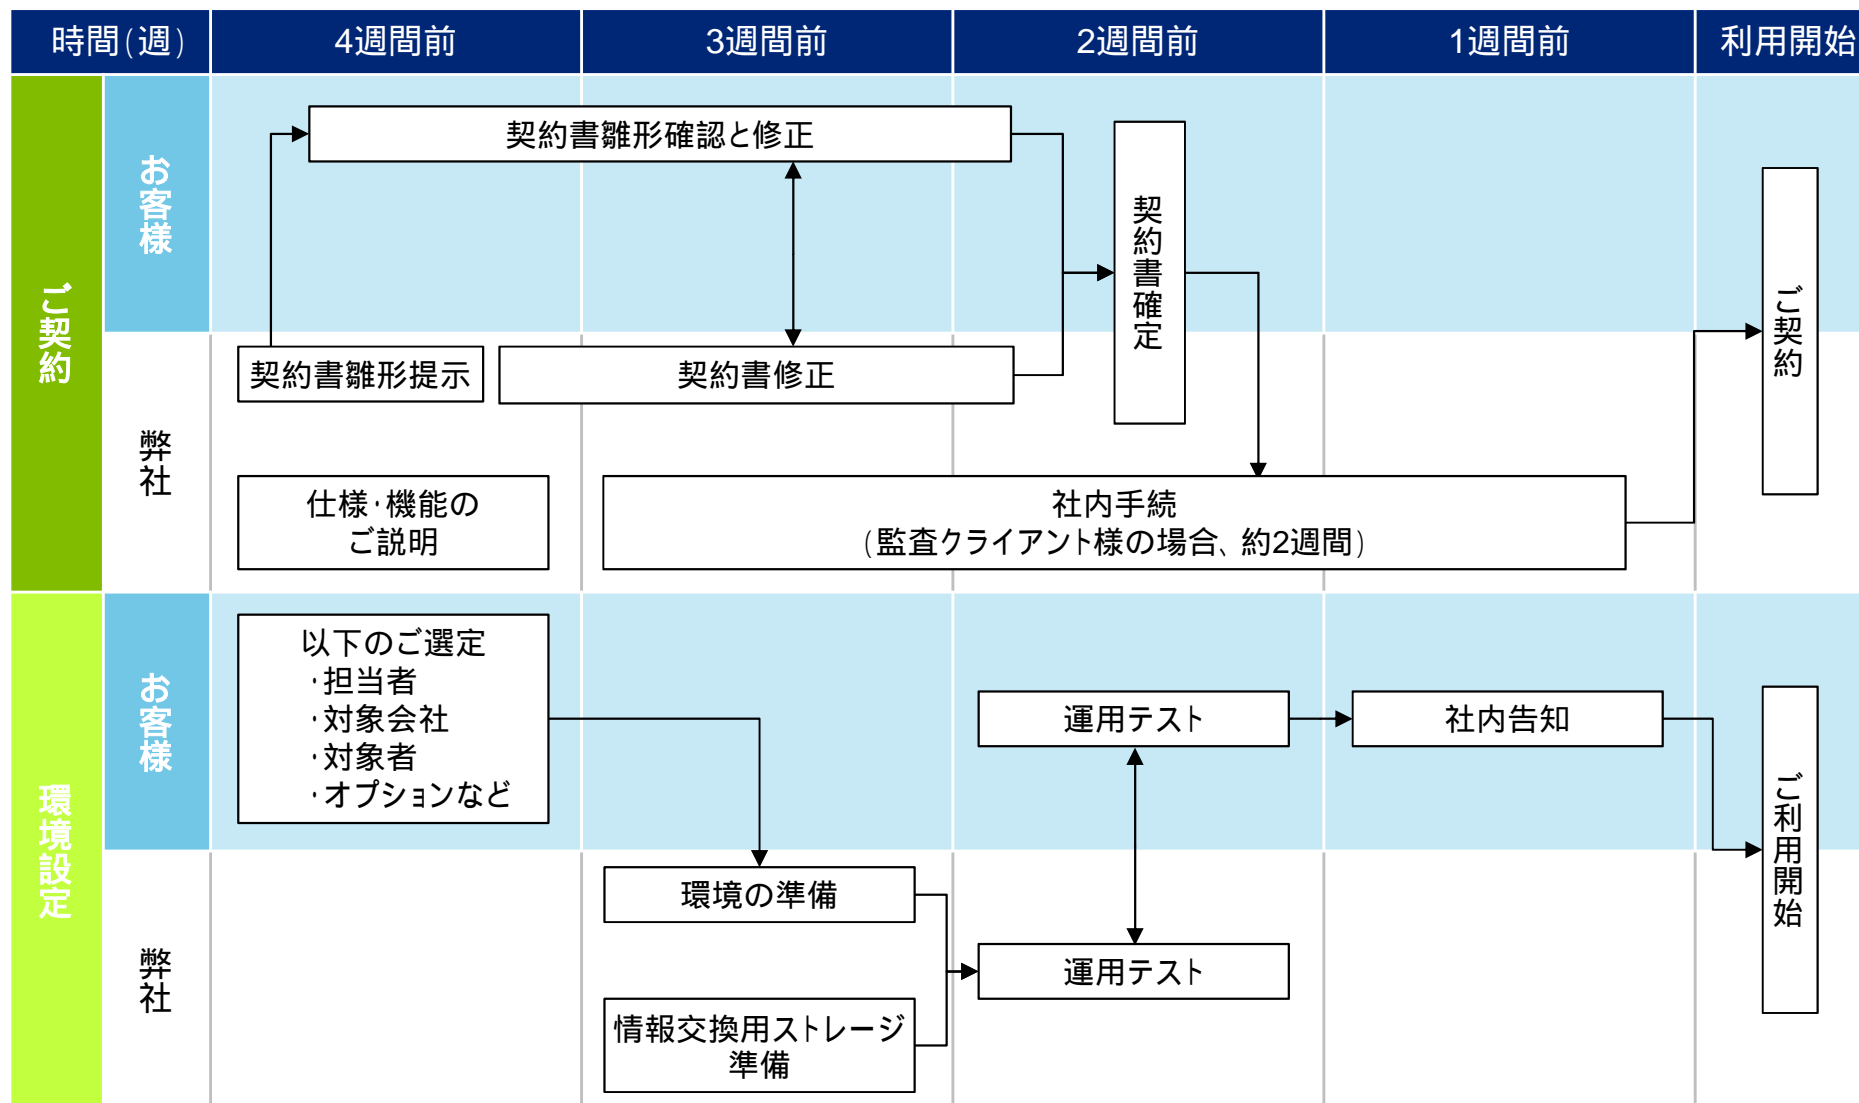 時間(週)
4週間前
3週間前
2週間前
1週間前
利用開始
ご契約
お客様
契約書雛形確認と修正
契約書確定
ご契約
弊社
契約書雛形提示
契約書修正
仕様・機能の
ご説明
社内手続
(監査クライアント様の場合、約2週間)
環境設定
お客様
以下のご選定
・担当者
・対象会社
・対象者
・オプションなど
運用テスト
社内告知
ご利用開始
弊社
環境の準備
運用テスト
情報交換用ストレージ
準備